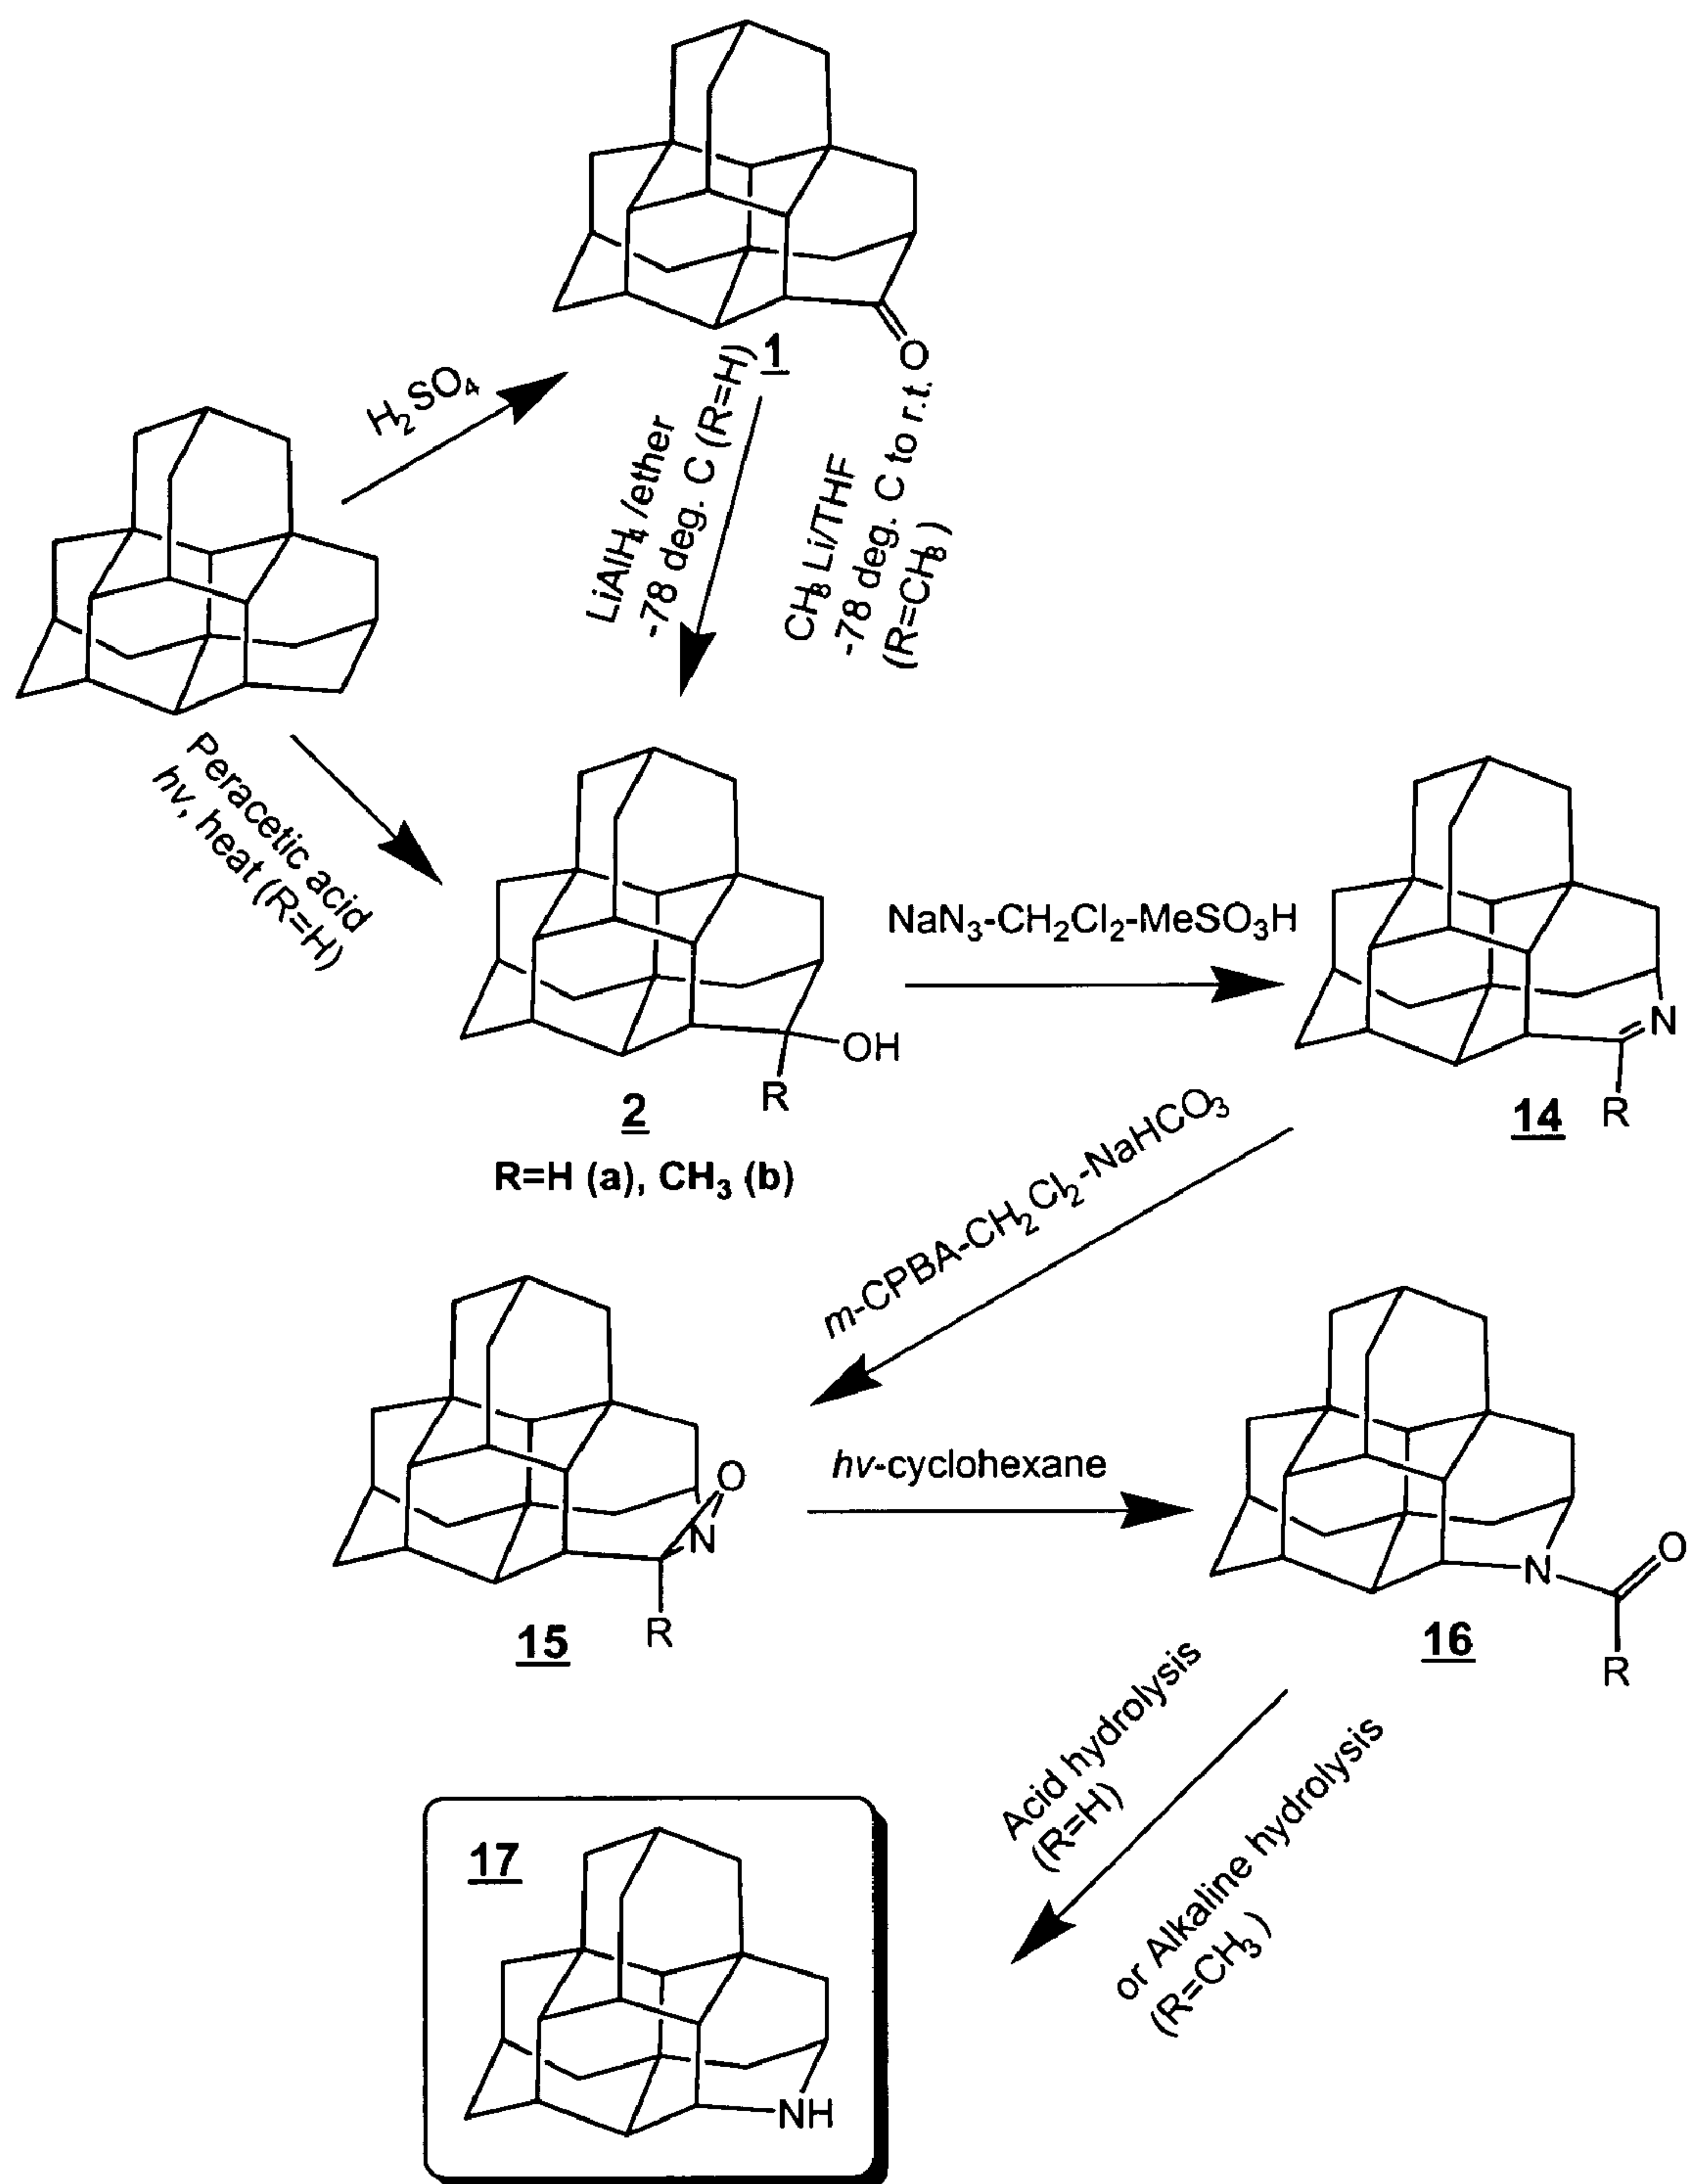 O
1
H₂SO₄
LiAlH₄ /ether
-78 deg. C (R=H)
CH₃ Li/THF
-78 deg. C to r.t.
(R=CH₃)
Peracetic acid
hv, heat (R=H)
OH
R
2
R=H (a), CH₃ (b)
NaN₃-CH₂Cl₂-MeSO₃H
N
R
14
m-CPBA-CH₂Cl₂-NaHCO₃
O
N
R
15
hv-cyclohexane
N
O
R
16
Acid hydrolysis
(R=H)
or Alkaline hydrolysis
(R=CH₃)
17
NH